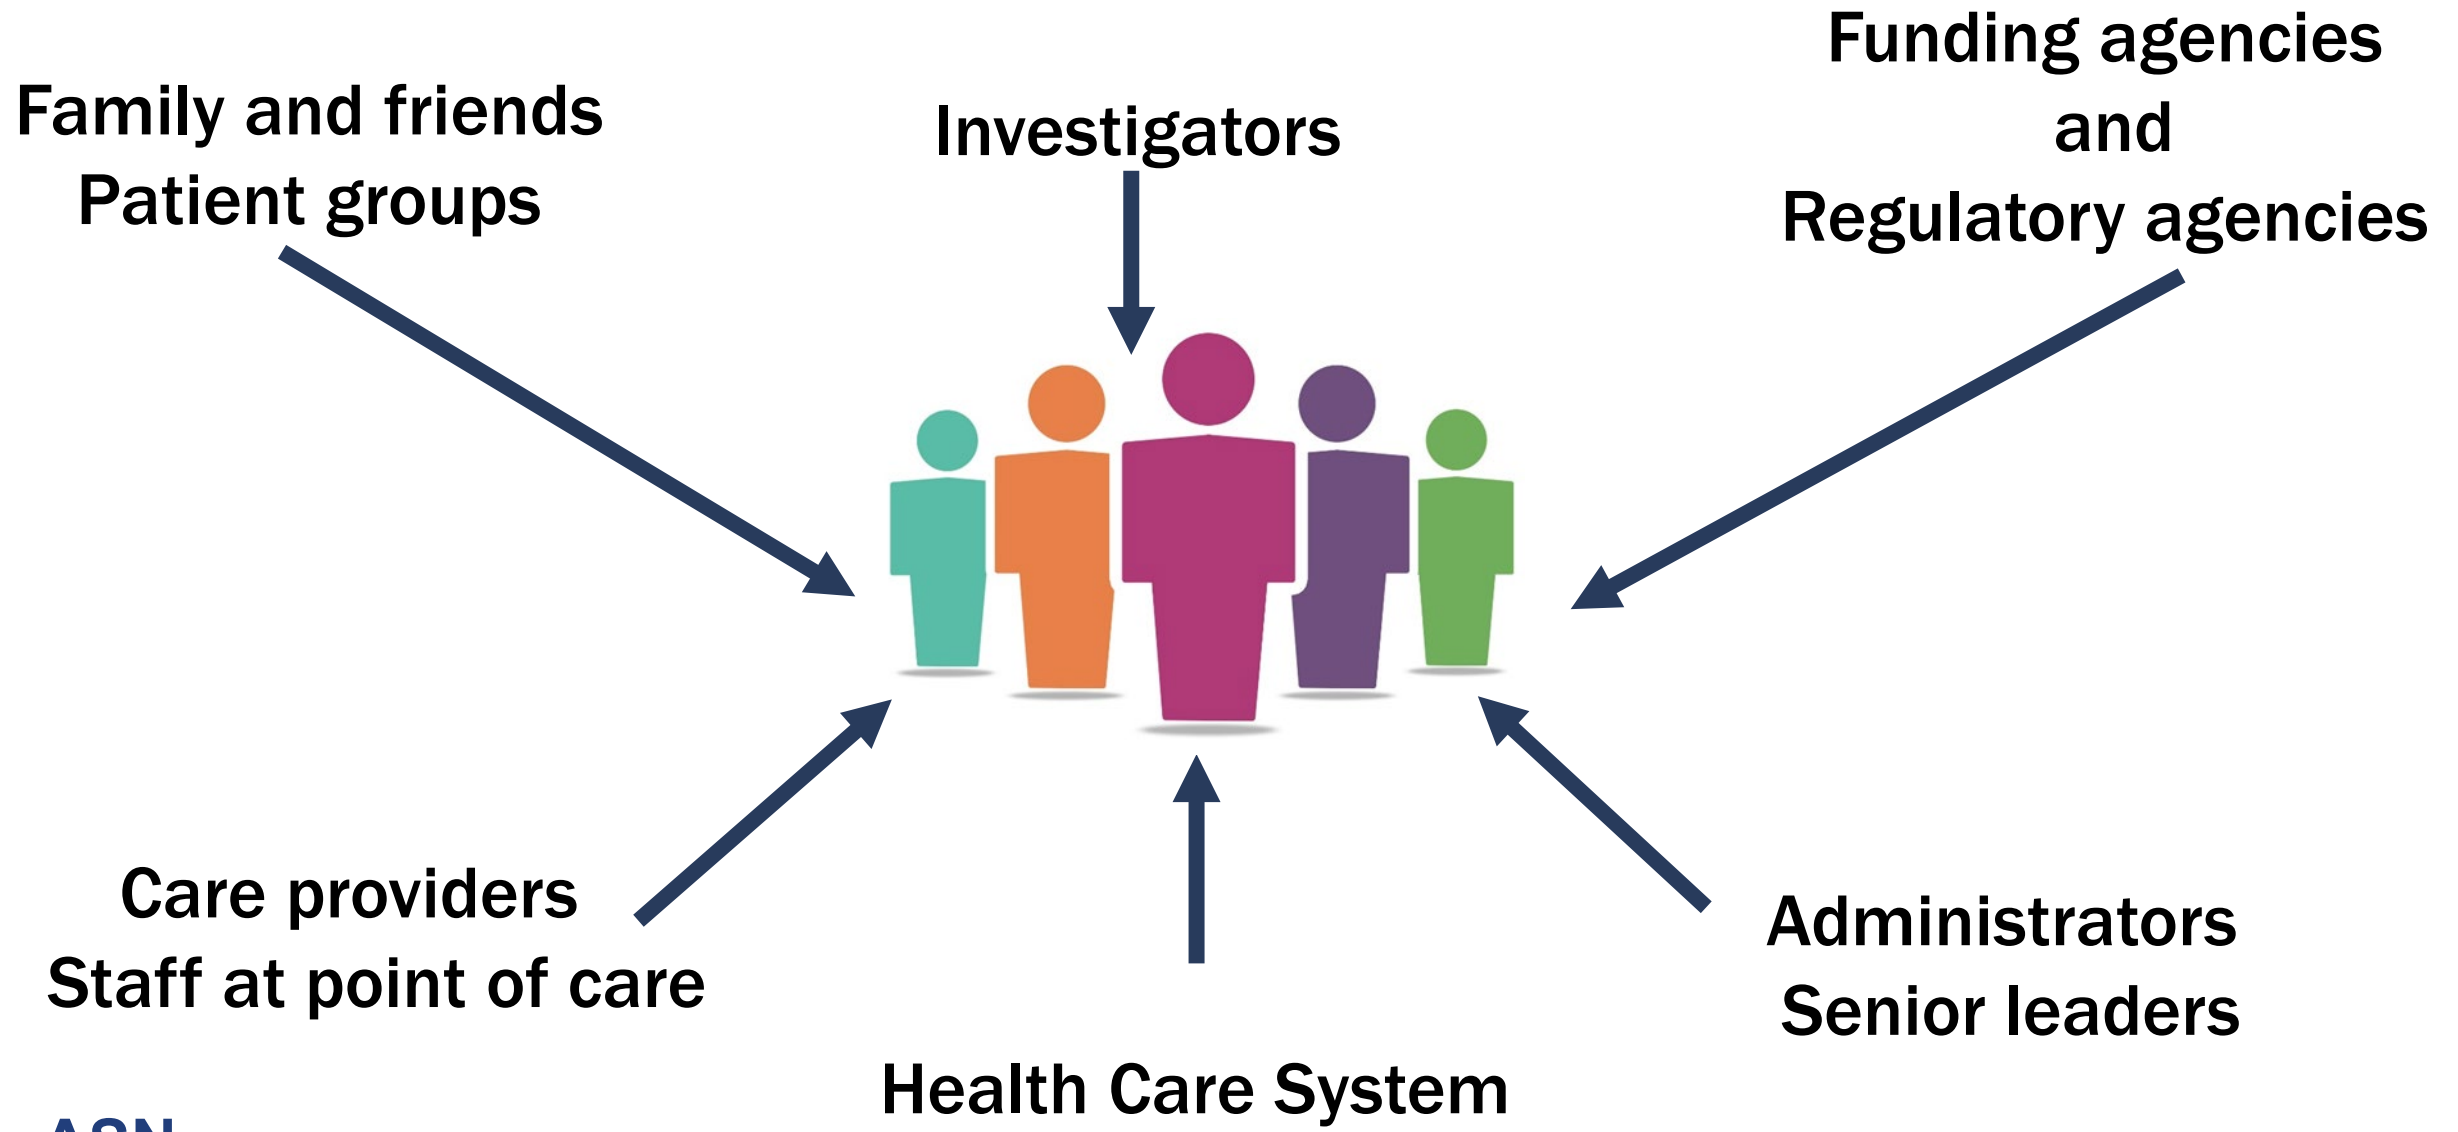 Family and friends
Patient groups
Investigators
Funding agencies
and
Regulatory agencies
Care providers
Staff at point of care
Health Care System
Administrators
Senior leaders
ASN